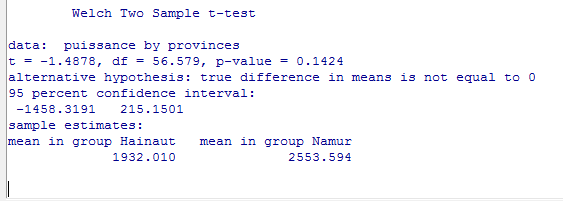 Welch Two Sample t-test
data:  puissance by provinces
t = -1.4878, df = 56.579, p-value = 0.1424
alternative hypothesis: true difference in means is not equal to 0
95 percent confidence interval:
 -1458.3191   215.1501
sample estimates:
mean in group Hainaut   mean in group Namur
             1932.010              2553.594